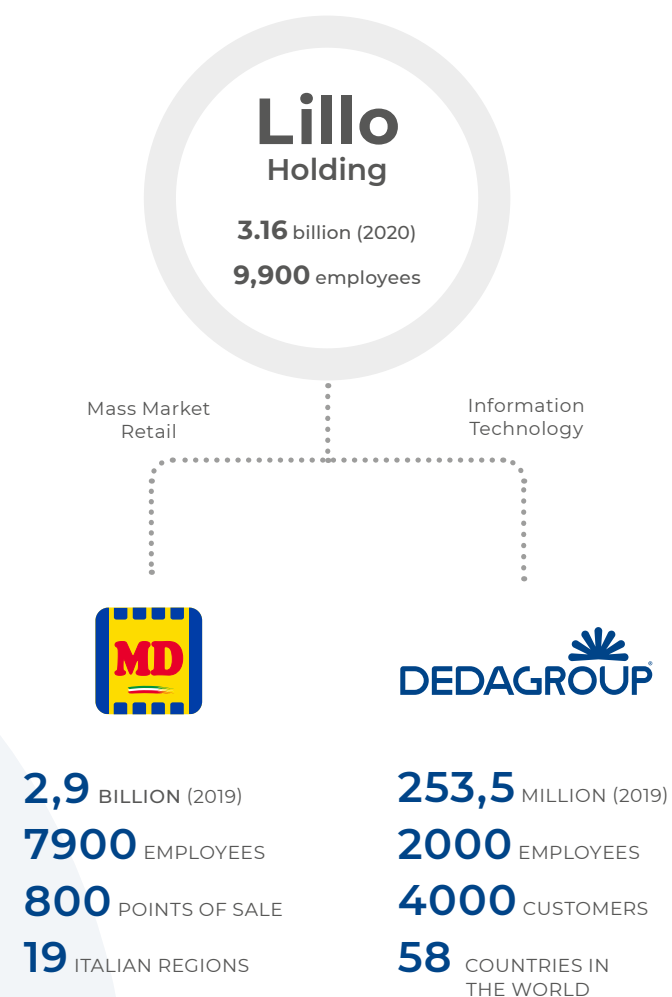 Lillo
Holding
3.16 billion (2020)
9,900 employees
Mass Market
Retail
Information
Technology
MD
DEDAGROUP®
2,9 BILLION (2019)
7900 EMPLOYEES
800 POINTS OF SALE
19 ITALIAN REGIONS
253,5 MILLION (2019)
2000 EMPLOYEES
4000 CUSTOMERS
58 COUNTRIES IN
THE WORLD